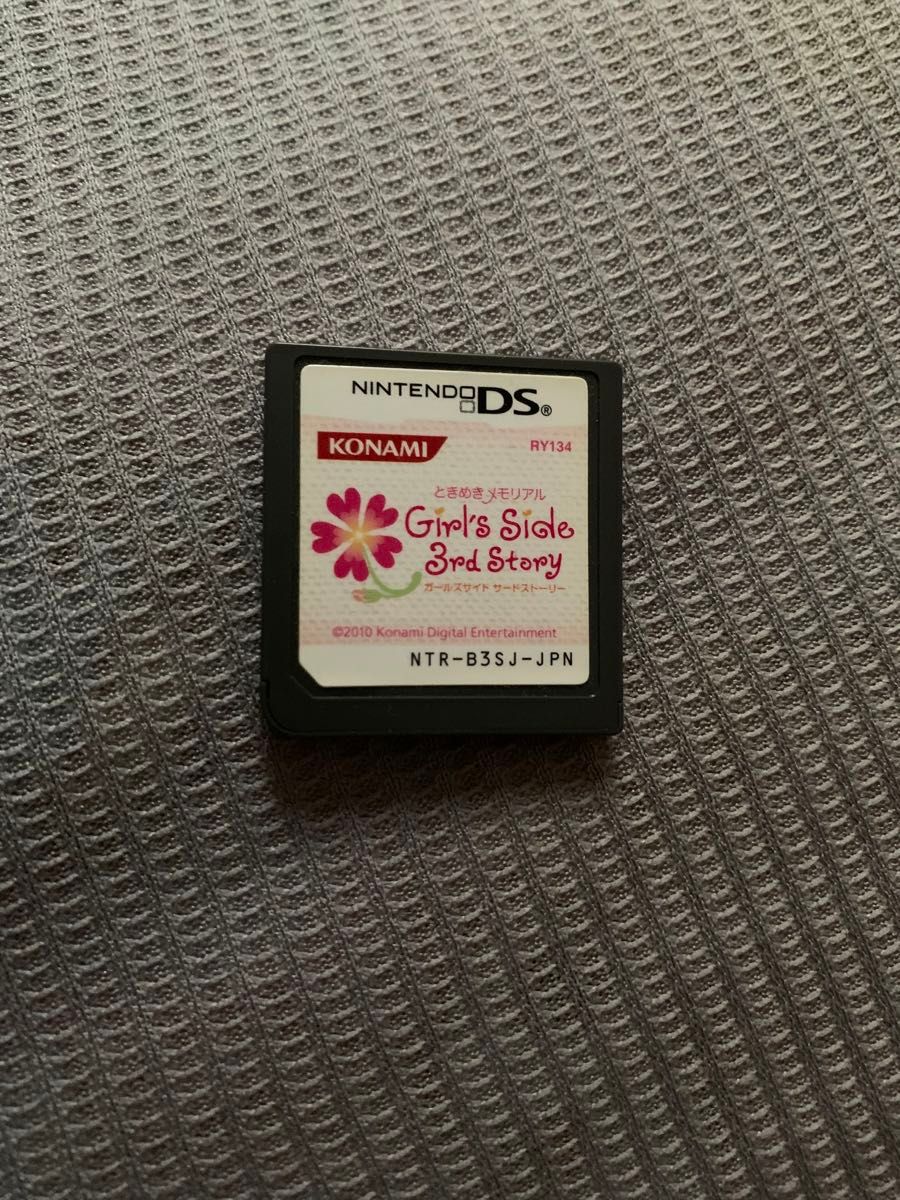 NINTENDO DS®
KONAMI RY134
ときめきメモリアル
Girl's Side
3rd Story
ガールズサイド サードストーリー
©2010 Konami Digital Entertainment
NTR-B3SJ-JPN